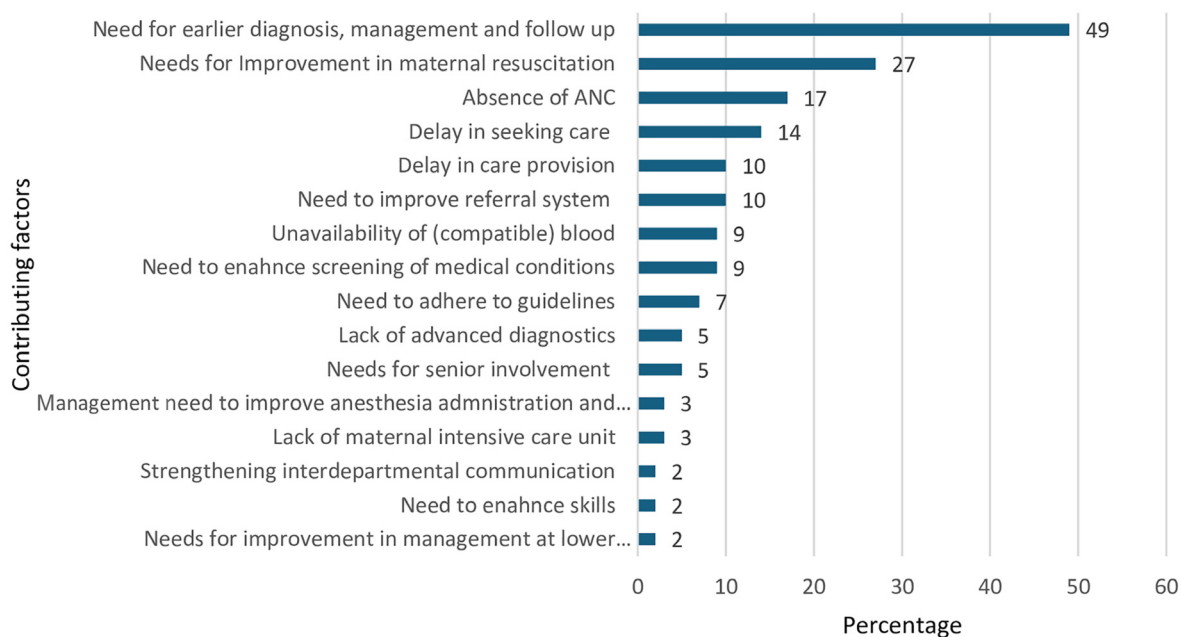 Contributing factors
Need for earlier diagnosis, management and follow up 49
Needs for Improvement in maternal resuscitation 27
Absence of ANC 17
Delay in seeking care 14
Delay in care provision 10
Need to improve referral system 10
Unavailability of (compatible) blood 9
Need to enahnce screening of medical conditions 9
Need to adhere to guidelines 7
Lack of advanced diagnostics 5
Needs for senior involvement 5
Management need to improve anesthesia admnistration and... 3
Lack of maternal intensive care unit 3
Strengthening interdepartmental communication 2
Need to enahnce skills 2
Needs for improvement in management at lower... 2
0 10 20 30 40 50 60
Percentage